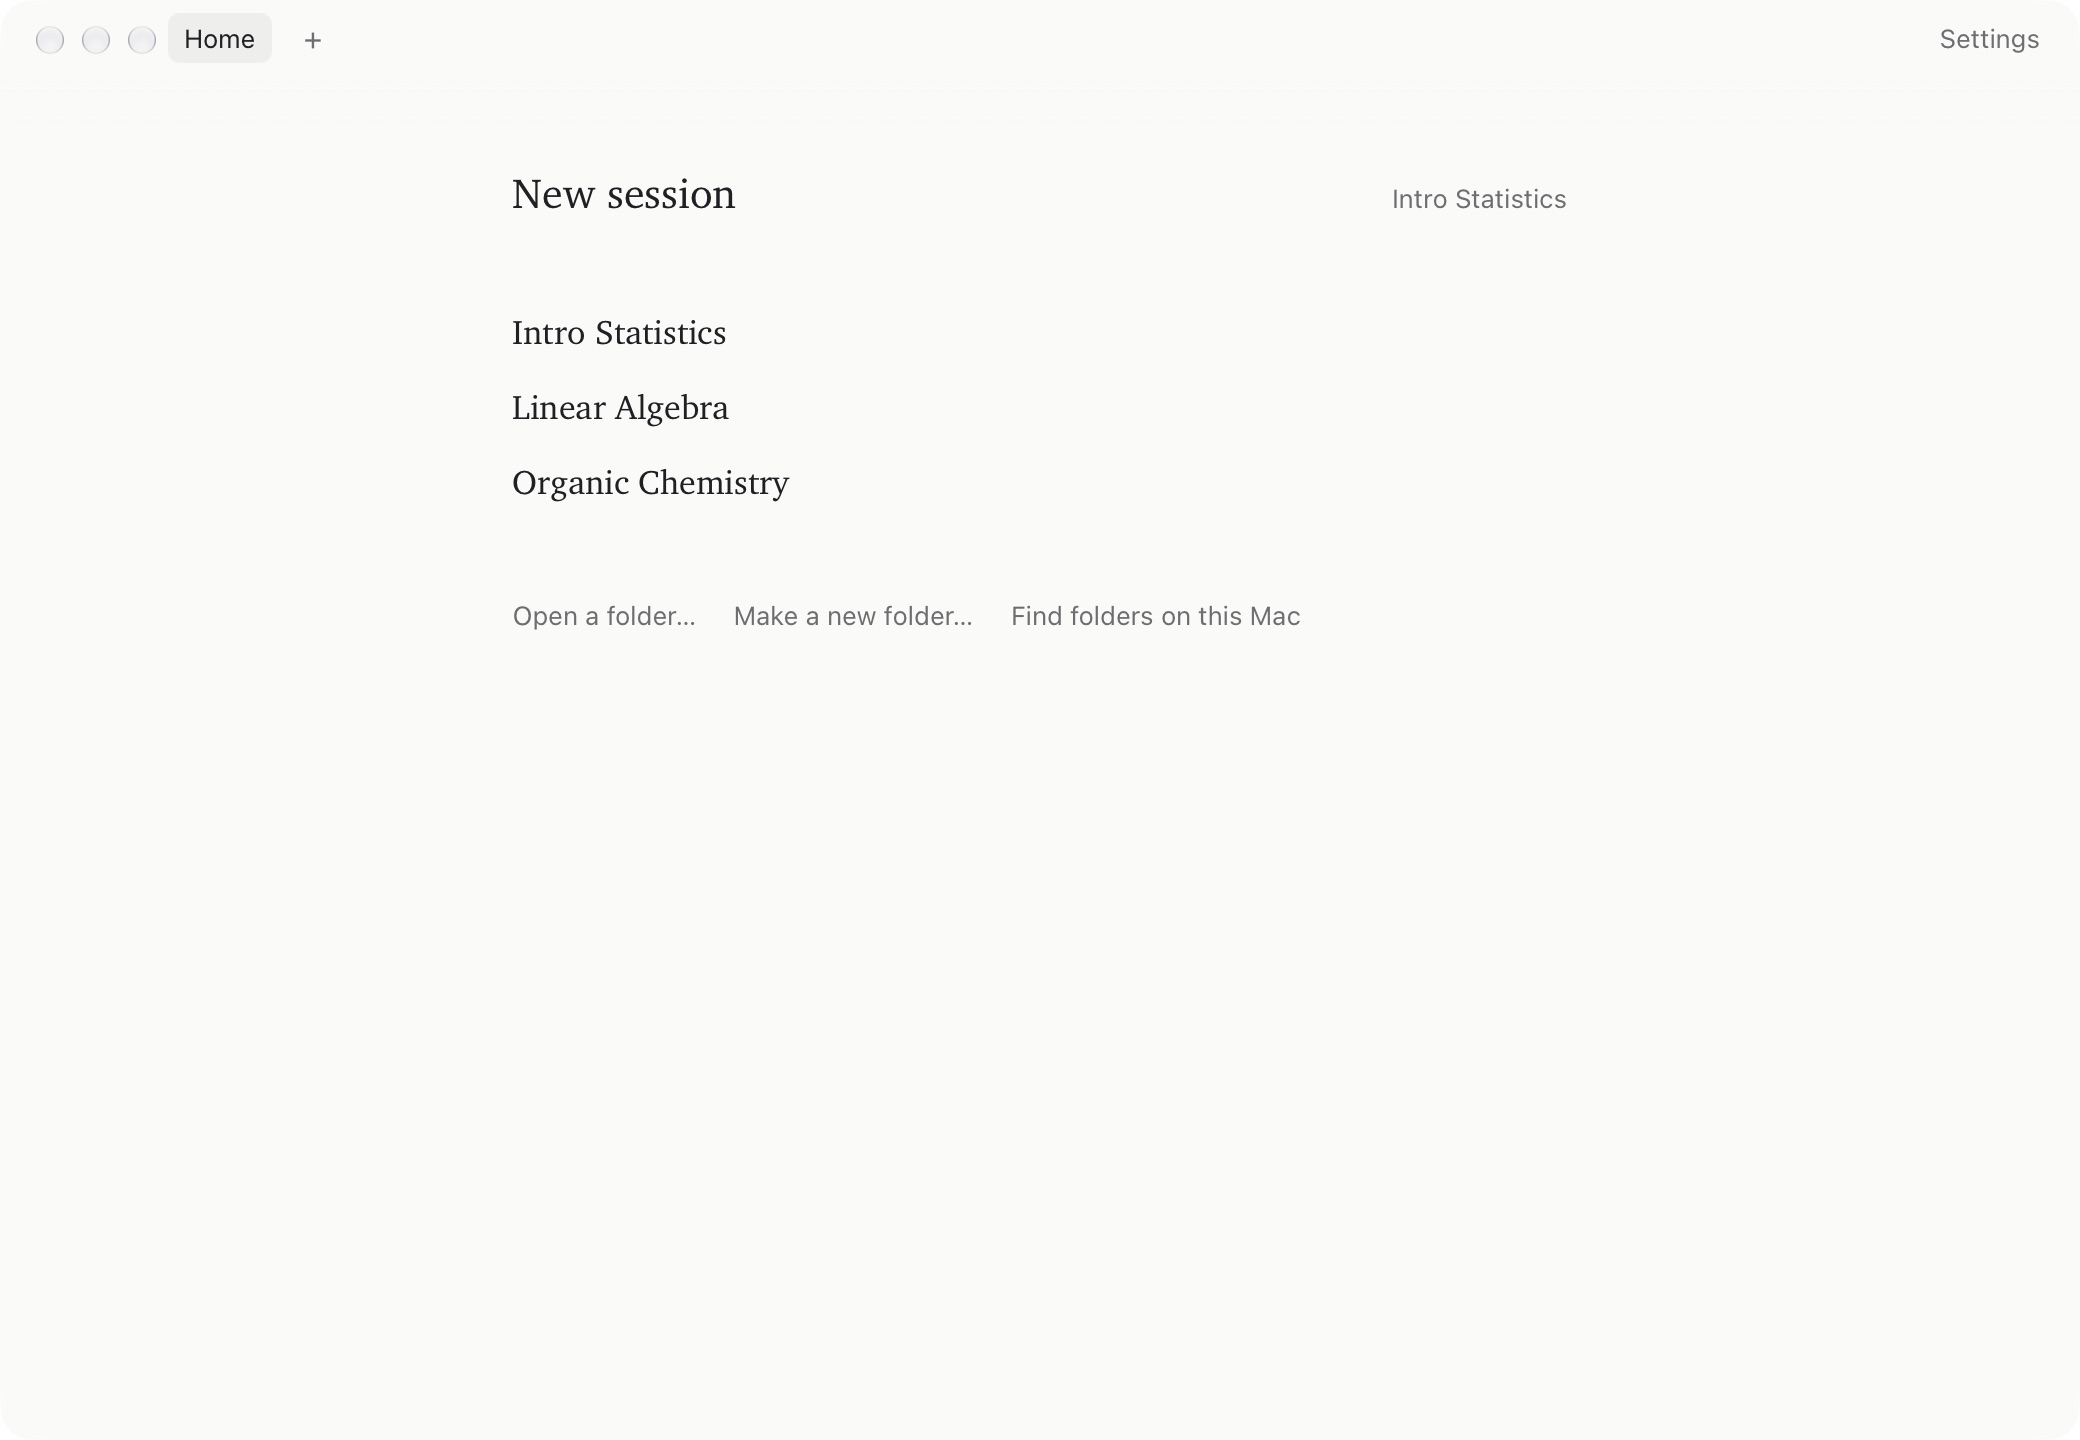 Home + Settings
New session Intro Statistics
Intro Statistics
Linear Algebra
Organic Chemistry
Open a folder... Make a new folder... Find folders on this Mac